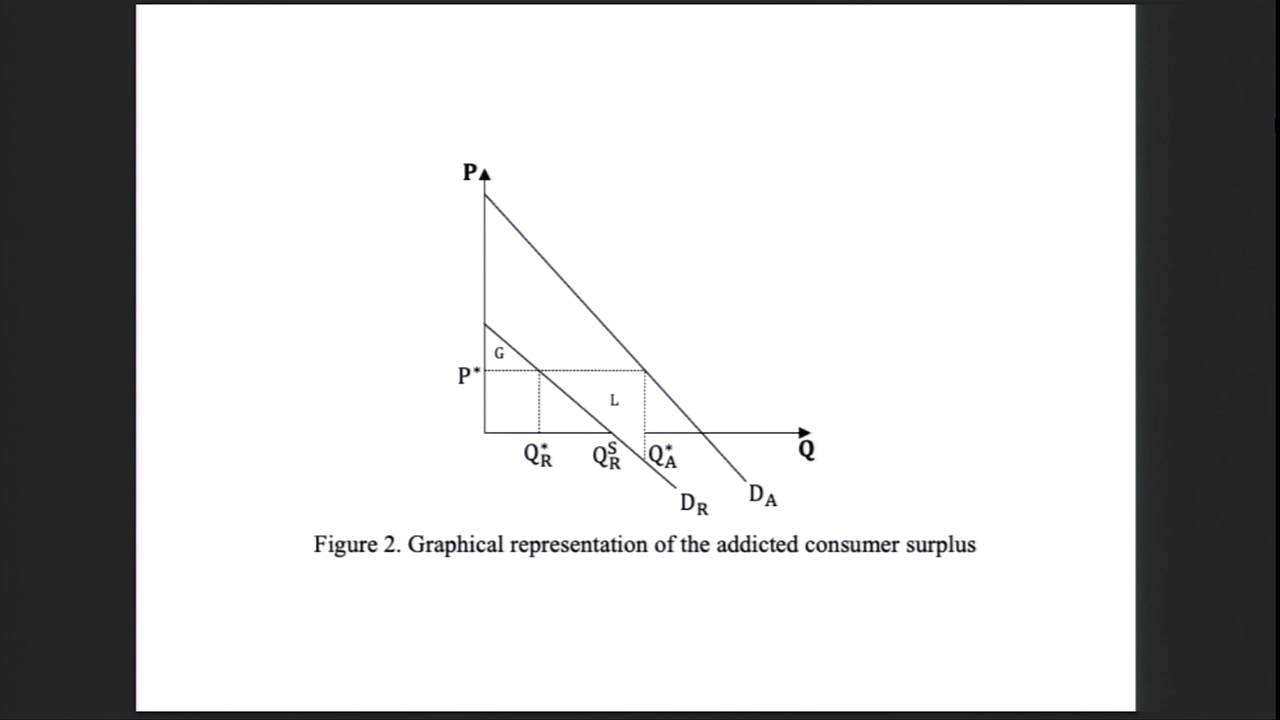 P
G
P*
L
Q*R QSR Q*A Q
DR DA
Figure 2. Graphical representation of the addicted consumer surplus